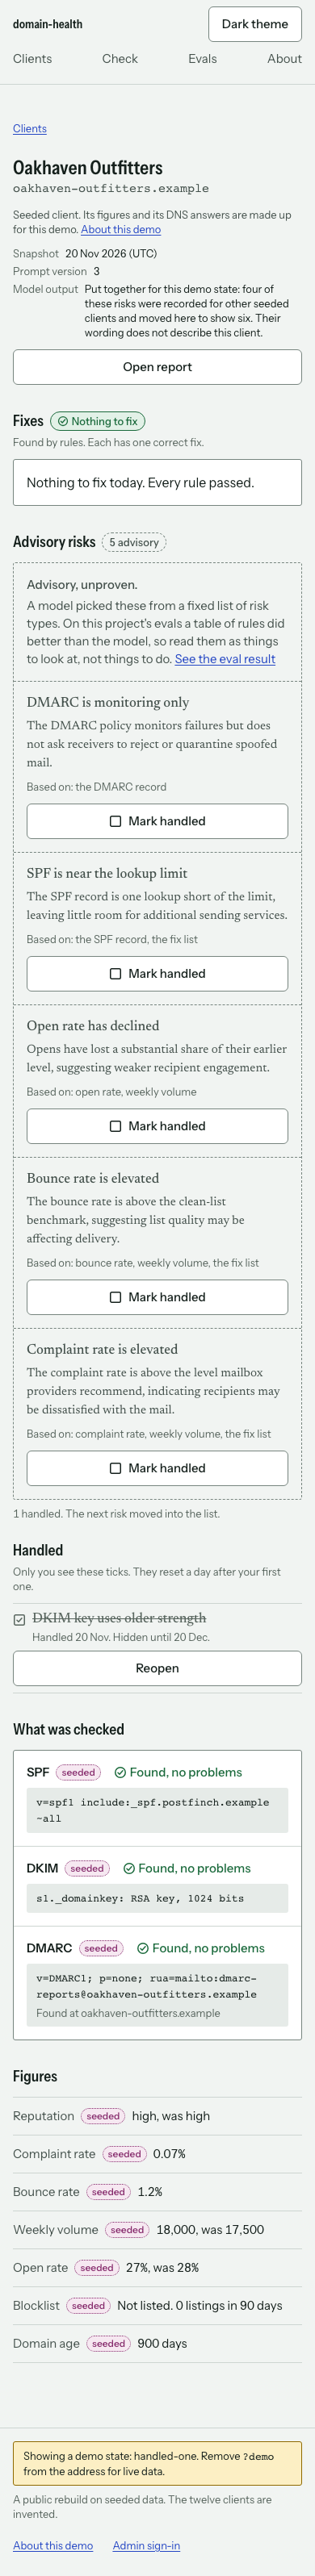 domain-health
Dark theme
Clients Check Evals About
Clients
Oakhaven Outfitters
oakhaven-outfitters.example
Seeded client. Its figures and its DNS answers are made up
for this demo. About this demo
Snapshot 20 Nov 2026 (UTC)
Prompt version 3
Model output Put together for this demo state: four of
these risks were recorded for other seeded
clients and moved here to show six. Their
wording does not describe this client.
Open report
Fixes Nothing to fix
Found by rules. Each has one correct fix.
Nothing to fix today. Every rule passed.
Advisory risks 5 advisory
Advisory, unproven.
A model picked these from a fixed list of risk
types. On this project's evals a table of rules did
better than the model, so read them as things
to look at, not things to do. See the eval result
DMARC is monitoring only
The DMARC policy monitors failures but does
not ask receivers to reject or quarantine spoofed
mail.
Based on: the DMARC record
Mark handled
SPF is near the lookup limit
The SPF record is one lookup short of the limit,
leaving little room for additional sending services.
Based on: the SPF record, the fix list
Mark handled
Open rate has declined
Opens have lost a substantial share of their earlier
level, suggesting weaker recipient engagement.
Based on: open rate, weekly volume
Mark handled
Bounce rate is elevated
The bounce rate is above the clean-list
benchmark, suggesting list quality may be
affecting delivery.
Based on: bounce rate, weekly volume, the fix list
Mark handled
Complaint rate is elevated
The complaint rate is above the level mailbox
providers recommend, indicating recipients may
be dissatisfied with the mail.
Based on: complaint rate, weekly volume, the fix list
Mark handled
1 handled. The next risk moved into the list.
Handled
Only you see these ticks. They reset a day after your first
one.
DKIM key uses older strength
Handled 20 Nov. Hidden until 20 Dec.
Reopen
What was checked
SPF seeded Found, no problems
v=spf1 include:_spf.postfinch.example
~all
DKIM seeded Found, no problems
s1._domainkey: RSA key, 1024 bits
DMARC seeded Found, no problems
v=DMARC1; p=none; rua=mailto:dmarc-
reports@oakhaven-outfitters.example
Found at oakhaven-outfitters.example
Figures
Reputation seeded high, was high
Complaint rate seeded 0.07%
Bounce rate seeded 1.2%
Weekly volume seeded 18,000, was 17,500
Open rate seeded 27%, was 28%
Blocklist seeded Not listed. 0 listings in 90 days
Domain age seeded 900 days
Showing a demo state: handled-one. Remove ?demo
from the address for live data.
A public rebuild on seeded data. The twelve clients are
invented.
About this demo Admin sign-in